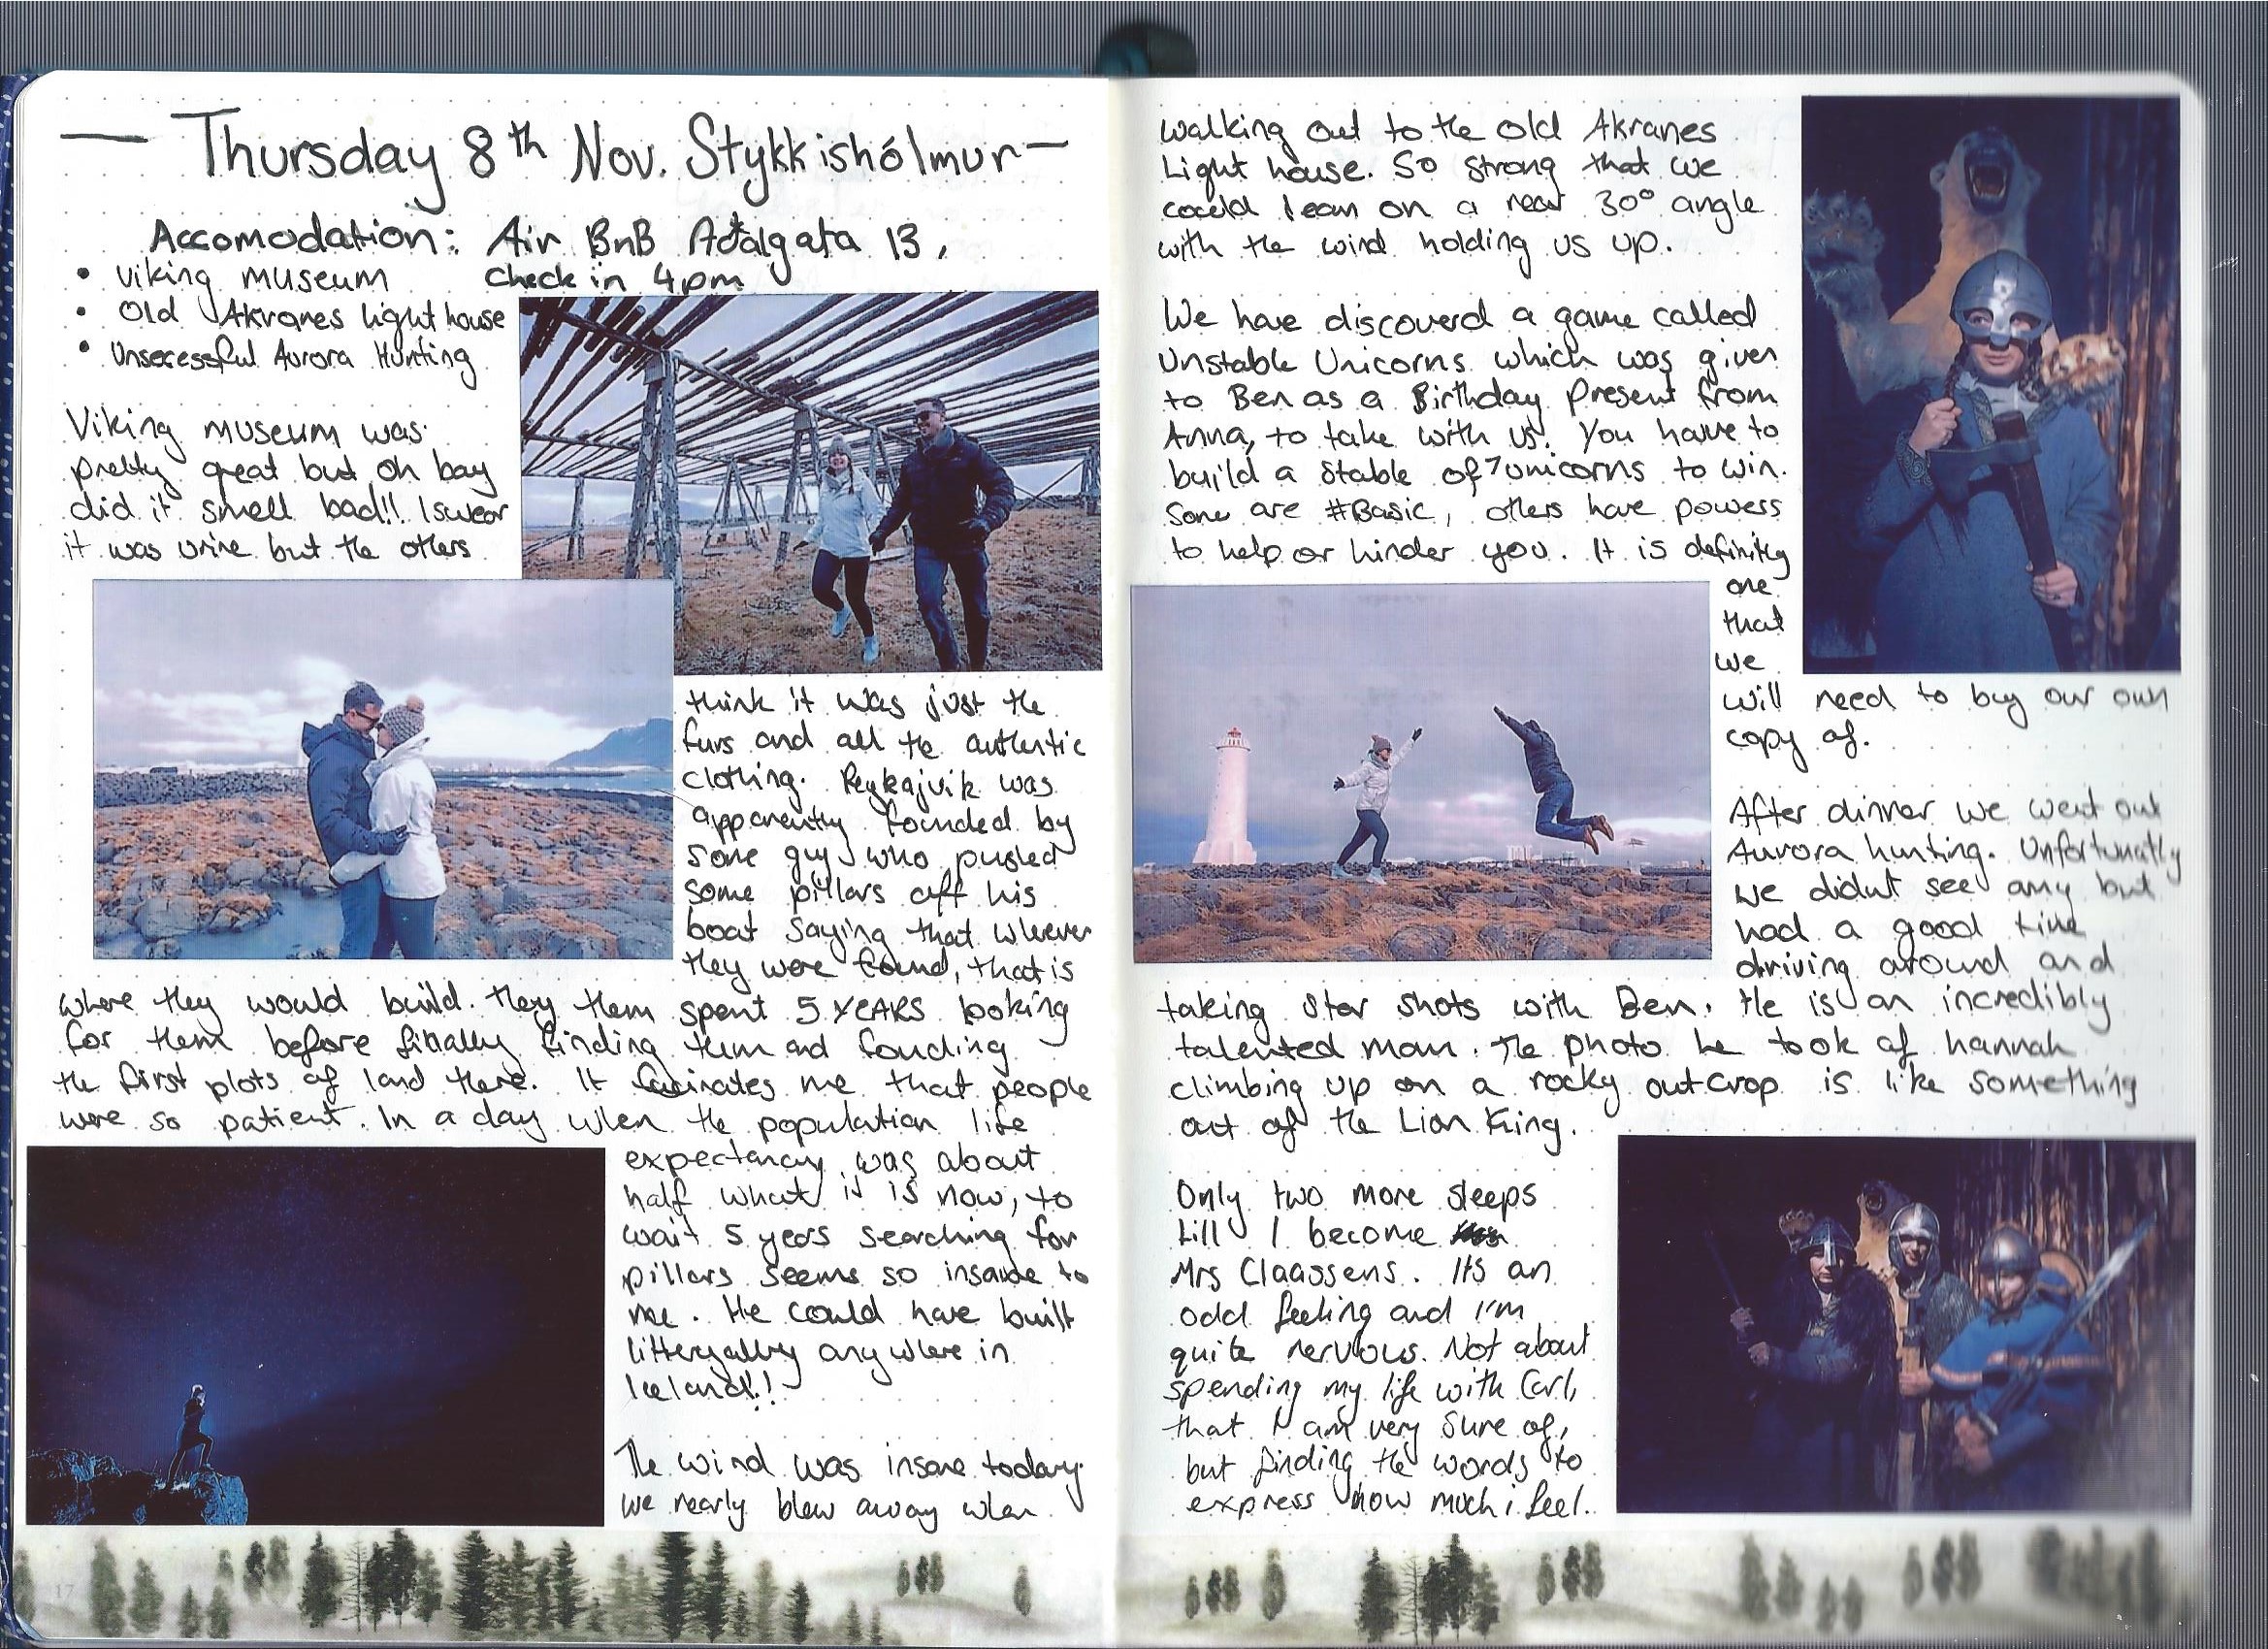 — Thursday 8th Nov. Stykkishólmur —
Accomodation: Air BnB Aðalgata 13,
check in 4pm
• Viking museum
• Old Akranes Light house
• Unsecessful Aurora Hunting
Viking museum was
pretty great but oh boy
did it smell bad!! I swear
it was urine but the others
think it was just the
furs and all the authentic
clothing. Reykajvik was
apparently founded by
some guy who pushed
some pillars off his
boat saying that wherever
they were found, that is
where they would build. They them spent 5 YEARS looking
for them before finally finding them and founding
the first plots of land there. It facinates me that people
were so patient. In a day when the population life
expectancy was about
half what it is now, to
wait 5 years searching for
pillars seems so insane to
me. He could have built
litterally anywhere in
Iceland!!
The wind was insane today.
we nearly blew away when
17
walking out to the old Akranes
Light house. So strong that we
could lean on a near 30° angle
with the wind holding us up.
We have discoverd a game called
Unstable Unicorns which was given
to Ben as a Birthday Present from
Anna, to take with us. You have to
build a stable of 7 unicorns to win.
Some are #Basic, others have powers
to help or hinder you. It is definitly
one
that
we
will need to buy our own
copy of.
After dinner we went out
Aurora hunting. Unfortunatly
we didnt see any but
had a good time
driving around and
taking star shots with Ben. He is an incredibly
talented man. The photo he took of hannah
climbing up on a rocky outcrop is like something
out of the Lion King.
Only two more sleeps
till I become
Mrs Claassens. Its an
odd feeling and I'm
quite nervous. Not about
spending my life with Carl,
that I am very sure of,
but finding the words to
express how much i feel.